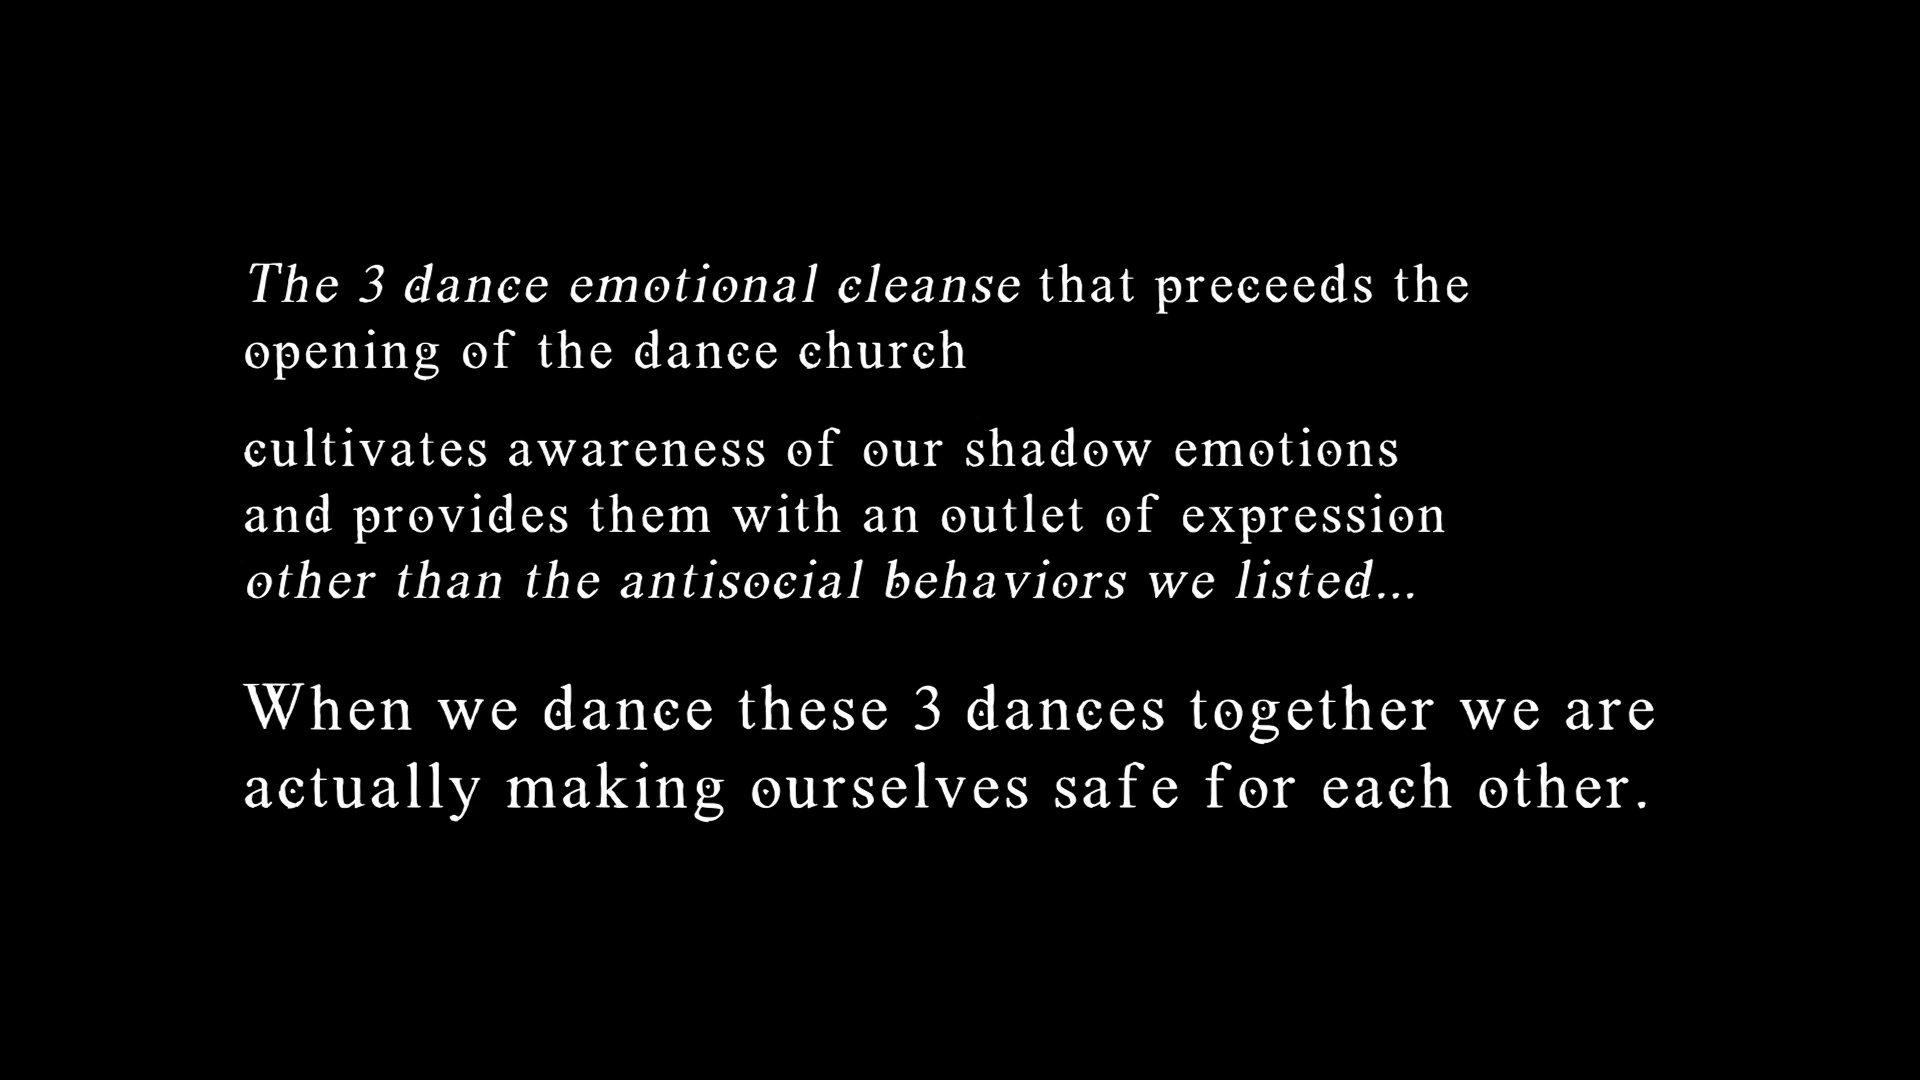 The 3 dance emotional cleanse that preceeds the
opening of the dance church
cultivates awareness of our shadow emotions
and provides them with an outlet of expression
other than the antisocial behaviors we listed...
When we dance these 3 dances together we are
actually making ourselves safe for each other.